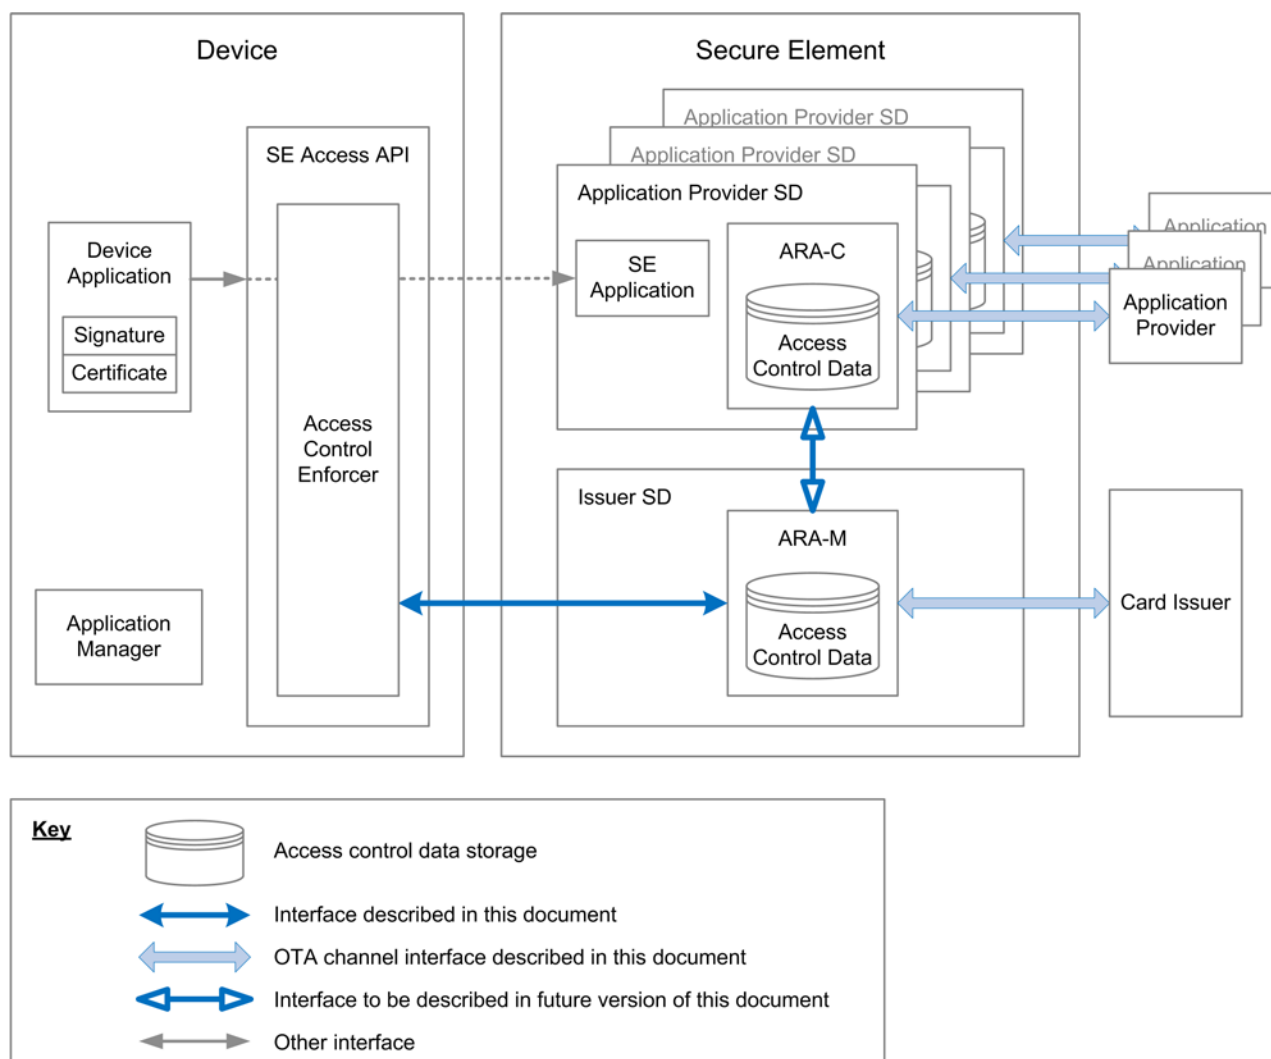 Device
Secure Element
SE Access API
Device
Application
Signature
Certificate
Access
Control
Enforcer
Application
Manager
Application Provider SD
Application Provider SD
Application Provider SD
SE
Application
ARA-C
Access
Control Data
Application
Application
Application
Provider
Issuer SD
ARA-M
Access
Control Data
Card Issuer
Key
Access control data storage
Interface described in this document
OTA channel interface described in this document
Interface to be described in future version of this document
Other interface